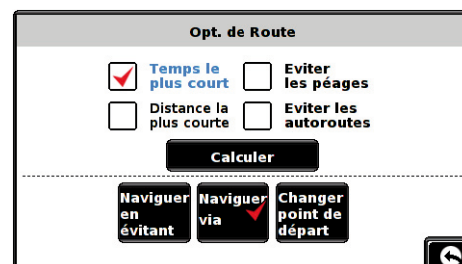 Opt. de Route
Temps le
plus court
Eviter
les péages
Distance la
plus courte
Eviter les
autoroutes
Calculer
Naviguer
en
évitant
Naviguer
via
Changer
point de
départ